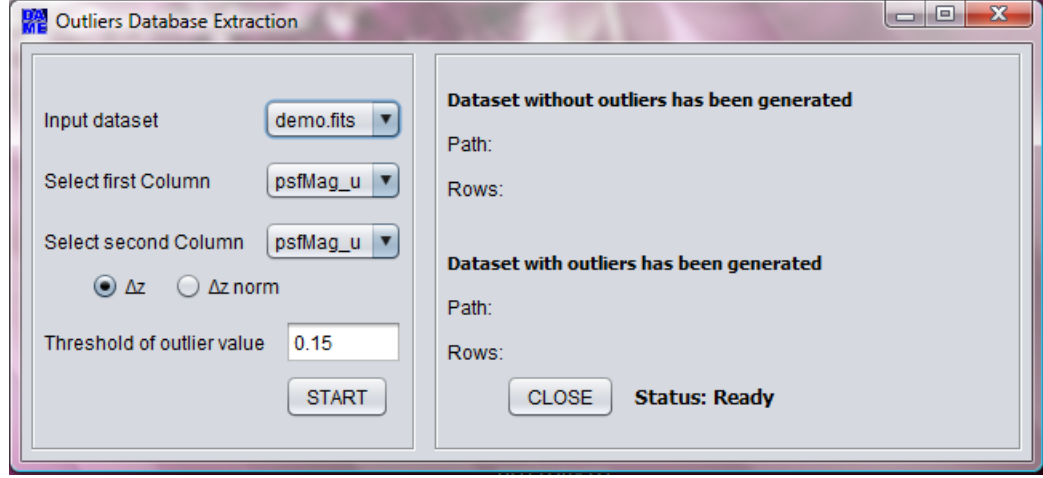 DA
ME
Outliers Database Extraction
Input dataset
demo.fits
Select first Column
psfMag_u
Select second Column
psfMag_u
Δz
Δz norm
Threshold of outlier value
0.15
START
Dataset without outliers has been generated
Path:
Rows:
Dataset with outliers has been generated
Path:
Rows:
CLOSE
Status: Ready